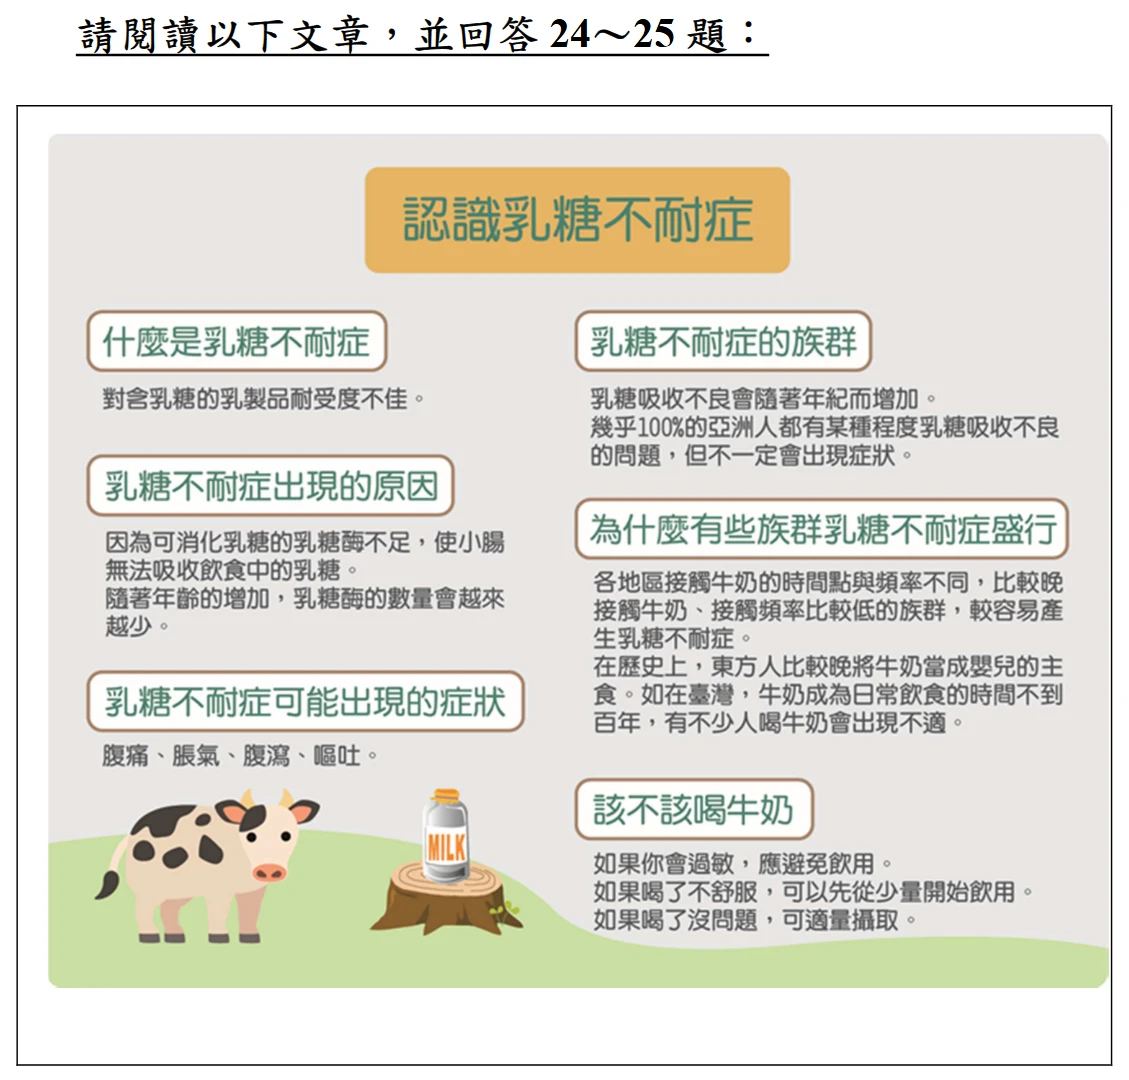 請閱讀以下文章，並回答 24～25 題：
認識乳糖不耐症
什麼是乳糖不耐症
對含乳糖的乳製品耐受度不佳。
乳糖不耐症出現的原因
因為可消化乳糖的乳糖酶不足，使小腸
無法吸收飲食中的乳糖。
隨著年齡的增加，乳糖酶的數量會越來
越少。
乳糖不耐症可能出現的症狀
腹痛、脹氣、腹瀉、嘔吐。
MILK
乳糖不耐症的族群
乳糖吸收不良會隨著年紀而增加。
幾乎100%的亞洲人都有某種程度乳糖吸收不良
的問題，但不一定會出現症狀。
為什麼有些族群乳糖不耐症盛行
各地區接觸牛奶的時間點與頻率不同，比較晚
接觸牛奶、接觸頻率比較低的族群，較容易產
生乳糖不耐症。
在歷史上，東方人比較晚將牛奶當成嬰兒的主
食。如在臺灣，牛奶成為日常飲食的時間不到
百年，有不少人喝牛奶會出現不適。
該不該喝牛奶
如果你會過敏，應避免飲用。
如果喝了不舒服，可以先從少量開始飲用。
如果喝了沒問題，可適量攝取。